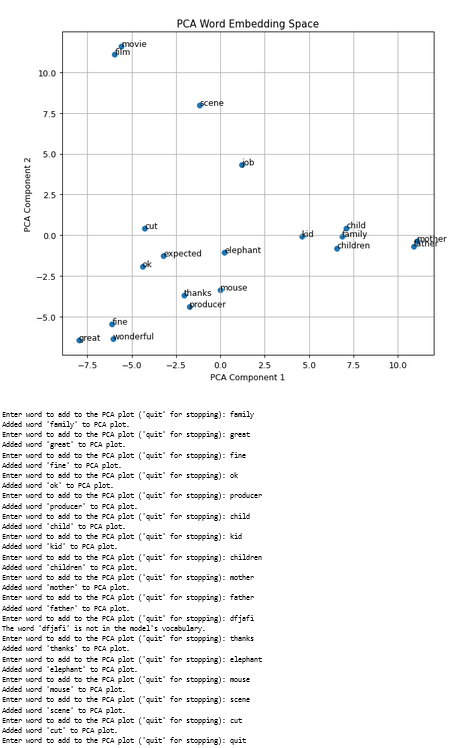 PCA Word Embedding Space
movie
film
10.0
scene
7.5
job
5.0
2.5
cut
child
kid
family
mother
father
0.0
children
expected
elephant
ok
-2.5
mouse
thanks
producer
-5.0
fine
great
wonderful
PCA Component 2
-7.5 -5.0 -2.5 0.0 2.5 5.0 7.5 10.0
PCA Component 1
Enter word to add to the PCA plot ('quit' for stopping): family
Added word 'family' to PCA plot.
Enter word to add to the PCA plot ('quit' for stopping): great
Added word 'great' to PCA plot.
Enter word to add to the PCA plot ('quit' for stopping): fine
Added word 'fine' to PCA plot.
Enter word to add to the PCA plot ('quit' for stopping): ok
Added word 'ok' to PCA plot.
Enter word to add to the PCA plot ('quit' for stopping): producer
Added word 'producer' to PCA plot.
Enter word to add to the PCA plot ('quit' for stopping): child
Added word 'child' to PCA plot.
Enter word to add to the PCA plot ('quit' for stopping): kid
Added word 'kid' to PCA plot.
Enter word to add to the PCA plot ('quit' for stopping): children
Added word 'children' to PCA plot.
Enter word to add to the PCA plot ('quit' for stopping): mother
Added word 'mother' to PCA plot.
Enter word to add to the PCA plot ('quit' for stopping): father
Added word 'father' to PCA plot.
Enter word to add to the PCA plot ('quit' for stopping): dfjafi
The word 'dfjafi' is not in the model's vocabulary.
Enter word to add to the PCA plot ('quit' for stopping): thanks
Added word 'thanks' to PCA plot.
Enter word to add to the PCA plot ('quit' for stopping): elephant
Added word 'elephant' to PCA plot.
Enter word to add to the PCA plot ('quit' for stopping): mouse
Added word 'mouse' to PCA plot.
Enter word to add to the PCA plot ('quit' for stopping): scene
Added word 'scene' to PCA plot.
Enter word to add to the PCA plot ('quit' for stopping): cut
Added word 'cut' to PCA plot.
Enter word to add to the PCA plot ('quit' for stopping): quit